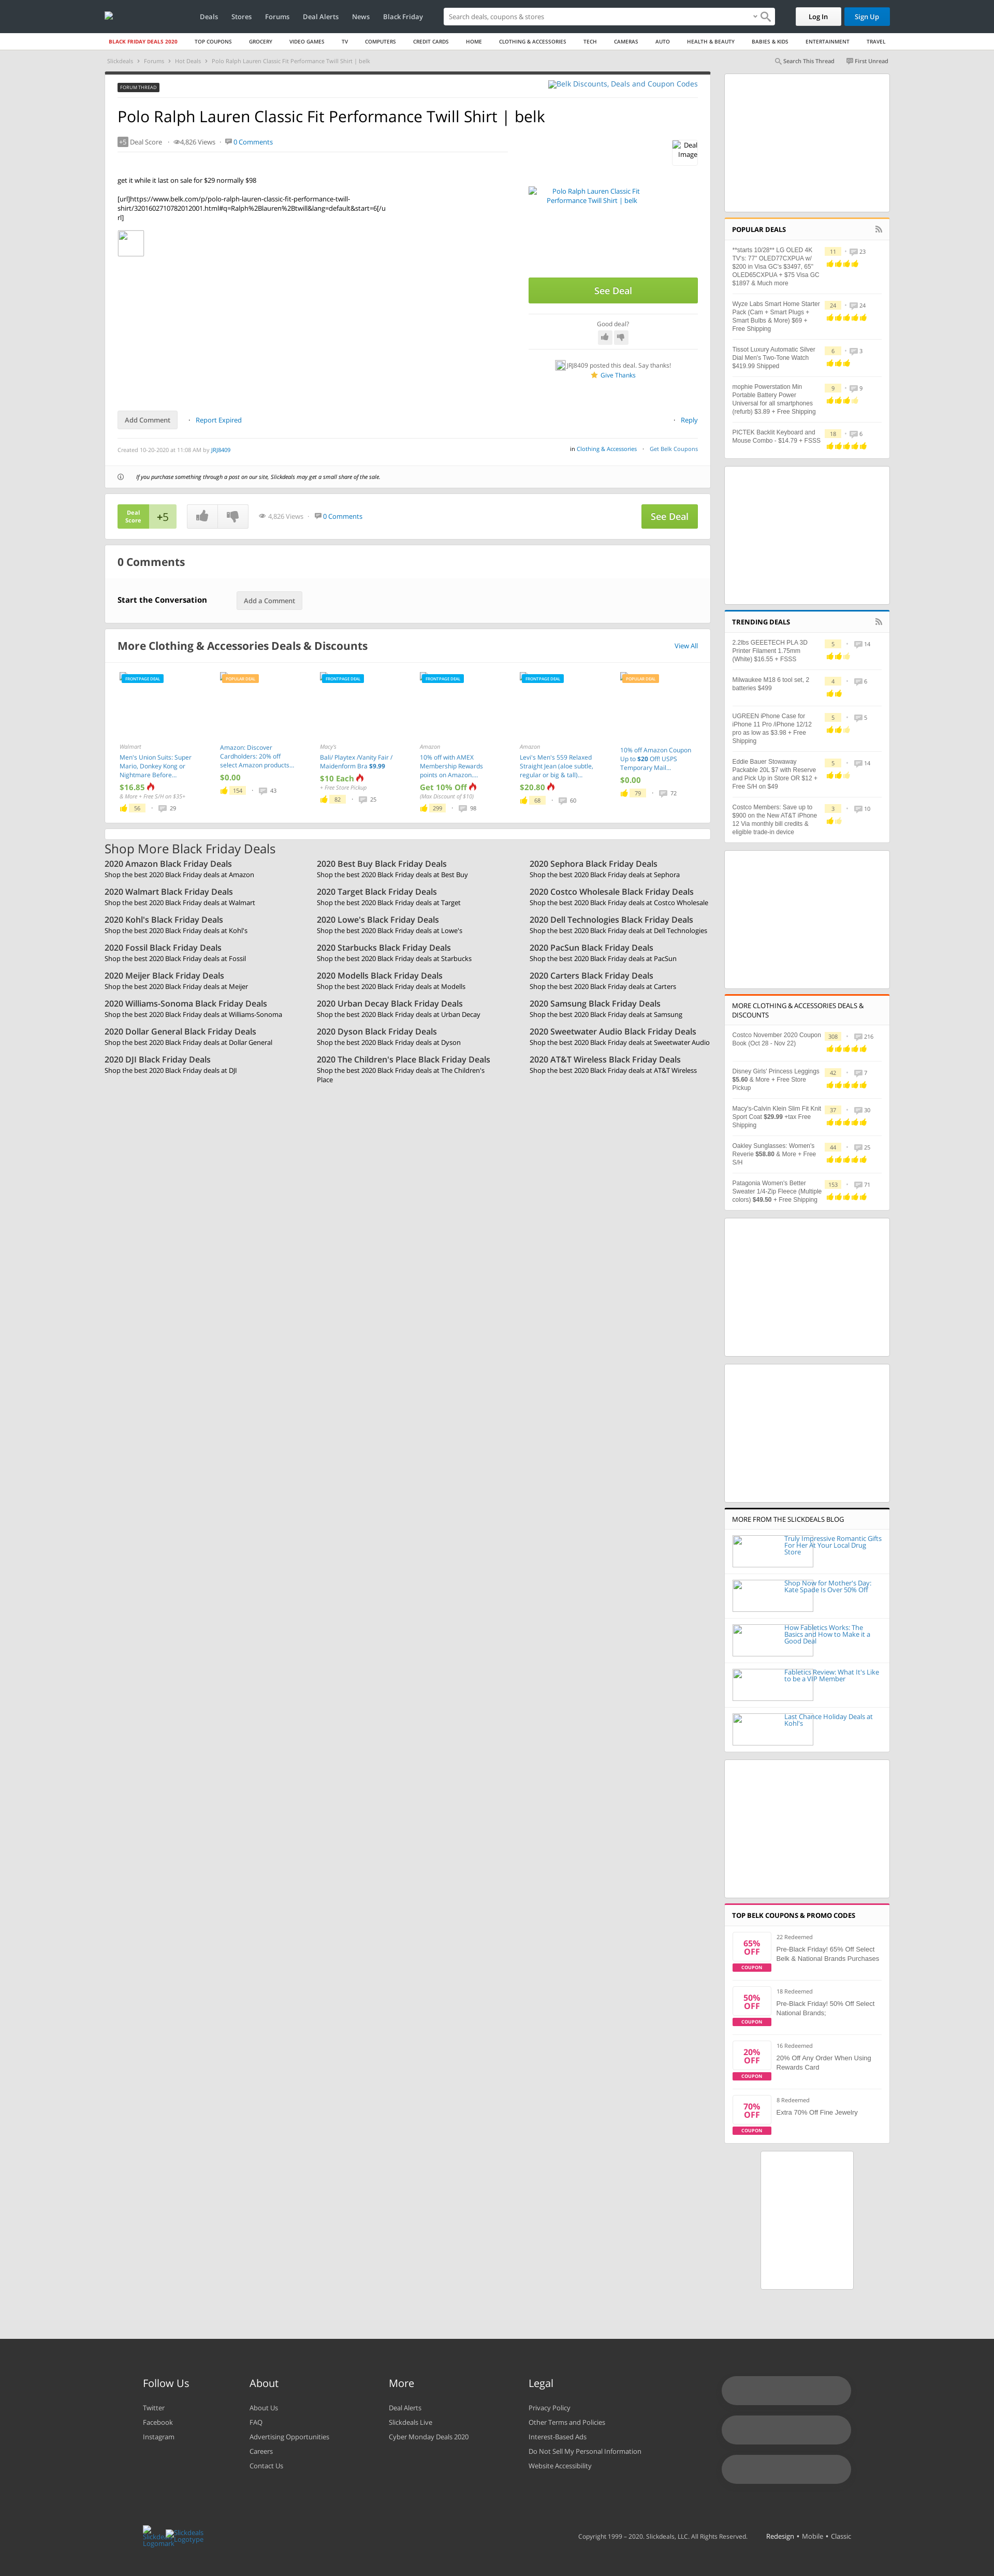 Deals Stores Forums Deal Alerts News Black Friday
Search deals, coupons & stores
Log In
Sign Up
BLACK FRIDAY DEALS 2020 TOP COUPONS GROCERY VIDEO GAMES TV COMPUTERS CREDIT CARDS HOME CLOTHING & ACCESSORIES TECH CAMERAS AUTO HEALTH & BEAUTY BABIES & KIDS ENTERTAINMENT TRAVEL
Slickdeals › Forums › Hot Deals › Polo Ralph Lauren Classic Fit Performance Twill Shirt | belk
Search This Thread First Unread
FORUM THREAD
Belk Discounts, Deals and Coupon Codes
Polo Ralph Lauren Classic Fit Performance Twill Shirt | belk
+5 Deal Score • 4,826 Views • 0 Comments
Deal
Image
get it while it last on sale for $29 normally $98
[url]https://www.belk.com/p/polo-ralph-lauren-classic-fit-performance-twill-
shirt/3201602710782012001.html#q=Ralph%2Blauren%2Btwill&lang=default&start=6[/u
rl]
Polo Ralph Lauren Classic Fit
Performance Twill Shirt | belk
See Deal
Good deal?
JRJ8409 posted this deal. Say thanks!
Give Thanks
Add Comment • Report Expired
• Reply
Created 10-20-2020 at 11:08 AM by JRJ8409
in Clothing & Accessories • Get Belk Coupons
If you purchase something through a post on our site, Slickdeals may get a small share of the sale.
Deal
Score
+5
4,826 Views • 0 Comments
See Deal
0 Comments
Start the Conversation
Add a Comment
More Clothing & Accessories Deals & Discounts
View All
FRONTPAGE DEAL
Walmart
Men's Union Suits: Super
Mario, Donkey Kong or
Nightmare Before...
$16.85
& More + Free S/H on $35+
56 • 29
POPULAR DEAL
Amazon: Discover
Cardholders: 20% off
select Amazon products...
$0.00
154 • 43
FRONTPAGE DEAL
Macy's
Bali/ Playtex /Vanity Fair /
Maidenform Bra $9.99
$10 Each
+ Free Store Pickup
82 • 25
FRONTPAGE DEAL
Amazon
10% off with AMEX
Membership Rewards
points on Amazon....
Get 10% Off
(Max Discount of $10)
299 • 98
FRONTPAGE DEAL
Amazon
Levi's Men's 559 Relaxed
Straight Jean (aloe subtle,
regular or big & tall)...
$20.80
68 • 60
POPULAR DEAL
10% off Amazon Coupon
Up to $20 Off! USPS
Temporary Mail...
$0.00
79 • 72
Shop More Black Friday Deals
2020 Amazon Black Friday Deals
Shop the best 2020 Black Friday deals at Amazon
2020 Best Buy Black Friday Deals
Shop the best 2020 Black Friday deals at Best Buy
2020 Sephora Black Friday Deals
Shop the best 2020 Black Friday deals at Sephora
2020 Walmart Black Friday Deals
Shop the best 2020 Black Friday deals at Walmart
2020 Target Black Friday Deals
Shop the best 2020 Black Friday deals at Target
2020 Costco Wholesale Black Friday Deals
Shop the best 2020 Black Friday deals at Costco Wholesale
2020 Kohl's Black Friday Deals
Shop the best 2020 Black Friday deals at Kohl's
2020 Lowe's Black Friday Deals
Shop the best 2020 Black Friday deals at Lowe's
2020 Dell Technologies Black Friday Deals
Shop the best 2020 Black Friday deals at Dell Technologies
2020 Fossil Black Friday Deals
Shop the best 2020 Black Friday deals at Fossil
2020 Starbucks Black Friday Deals
Shop the best 2020 Black Friday deals at Starbucks
2020 PacSun Black Friday Deals
Shop the best 2020 Black Friday deals at PacSun
2020 Meijer Black Friday Deals
Shop the best 2020 Black Friday deals at Meijer
2020 Modells Black Friday Deals
Shop the best 2020 Black Friday deals at Modells
2020 Carters Black Friday Deals
Shop the best 2020 Black Friday deals at Carters
2020 Williams-Sonoma Black Friday Deals
Shop the best 2020 Black Friday deals at Williams-Sonoma
2020 Urban Decay Black Friday Deals
Shop the best 2020 Black Friday deals at Urban Decay
2020 Samsung Black Friday Deals
Shop the best 2020 Black Friday deals at Samsung
2020 Dollar General Black Friday Deals
Shop the best 2020 Black Friday deals at Dollar General
2020 Dyson Black Friday Deals
Shop the best 2020 Black Friday deals at Dyson
2020 Sweetwater Audio Black Friday Deals
Shop the best 2020 Black Friday deals at Sweetwater Audio
2020 DJI Black Friday Deals
Shop the best 2020 Black Friday deals at DJI
2020 The Children's Place Black Friday Deals
Shop the best 2020 Black Friday deals at The Children's
Place
2020 AT&T Wireless Black Friday Deals
Shop the best 2020 Black Friday deals at AT&T Wireless
POPULAR DEALS
**starts 10/28** LG OLED 4K
TV's: 77" OLED77CXPUA w/
$200 in Visa GC's $3497, 65"
OLED65CXPUA + $75 Visa GC
$1897 & Much more
11 • 23
Wyze Labs Smart Home Starter
Pack (Cam + Smart Plugs +
Smart Bulbs & More) $69 +
Free Shipping
24 • 24
Tissot Luxury Automatic Silver
Dial Men's Two-Tone Watch
$419.99 Shipped
6 • 3
mophie Powerstation Min
Portable Battery Power
Universal for all smartphones
(refurb) $3.89 + Free Shipping
9 • 9
PICTEK Backlit Keyboard and
Mouse Combo - $14.79 + FSSS
18 • 6
TRENDING DEALS
2.2lbs GEEETECH PLA 3D
Printer Filament 1.75mm
(White) $16.55 + FSSS
5 • 14
Milwaukee M18 6 tool set, 2
batteries $499
4 • 6
UGREEN iPhone Case for
iPhone 11 Pro /iPhone 12/12
pro as low as $3.98 + Free
Shipping
5 • 5
Eddie Bauer Stowaway
Packable 20L $7 with Reserve
and Pick Up in Store OR $12 +
Free S/H on $49
5 • 14
Costco Members: Save up to
$900 on the New AT&T iPhone
12 Via monthly bill credits &
eligible trade-in device
3 • 10
MORE CLOTHING & ACCESSORIES DEALS &
DISCOUNTS
Costco November 2020 Coupon
Book (Oct 28 - Nov 22)
308 • 216
Disney Girls' Princess Leggings
$5.60 & More + Free Store
Pickup
42 • 7
Macy's-Calvin Klein Slim Fit Knit
Sport Coat $29.99 +tax Free
Shipping
37 • 30
Oakley Sunglasses: Women's
Reverie $58.80 & More + Free
S/H
44 • 25
Patagonia Women's Better
Sweater 1/4-Zip Fleece (Multiple
colors) $49.50 + Free Shipping
153 • 71
MORE FROM THE SLICKDEALS BLOG
Truly Impressive Romantic Gifts
For Her At Your Local Drug
Store
Shop Now for Mother's Day:
Kate Spade Is Over 50% Off
How Fabletics Works: The
Basics and How to Make it a
Good Deal
Fabletics Review: What It's Like
to be a VIP Member
Last Chance Holiday Deals at
Kohl's
TOP BELK COUPONS & PROMO CODES
65%
OFF
COUPON
22 Redeemed
Pre-Black Friday! 65% Off Select
Belk & National Brands Purchases
50%
OFF
COUPON
18 Redeemed
Pre-Black Friday! 50% Off Select
National Brands;
20%
OFF
COUPON
16 Redeemed
20% Off Any Order When Using
Rewards Card
70%
OFF
COUPON
8 Redeemed
Extra 70% Off Fine Jewelry
Follow Us
Twitter
Facebook
Instagram
About
About Us
FAQ
Advertising Opportunities
Careers
Contact Us
More
Deal Alerts
Slickdeals Live
Cyber Monday Deals 2020
Legal
Privacy Policy
Other Terms and Policies
Interest-Based Ads
Do Not Sell My Personal Information
Website Accessibility
Slickdeals
Logomark
Slickdeals
Logotype
Copyright 1999 – 2020. Slickdeals, LLC. All Rights Reserved.
Redesign • Mobile • Classic